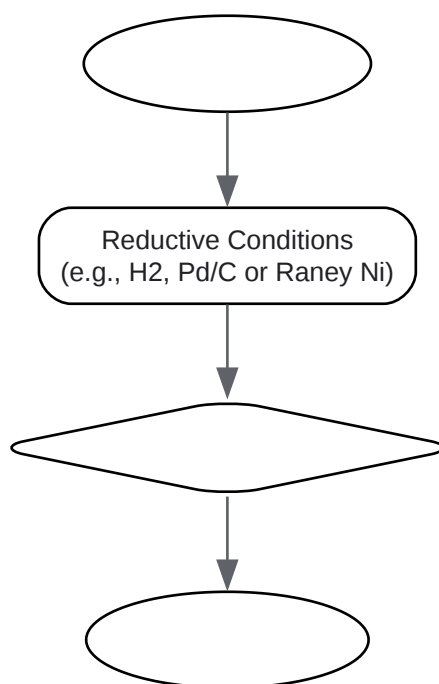 Reductive Conditions
(e.g., H2, Pd/C or Raney Ni)